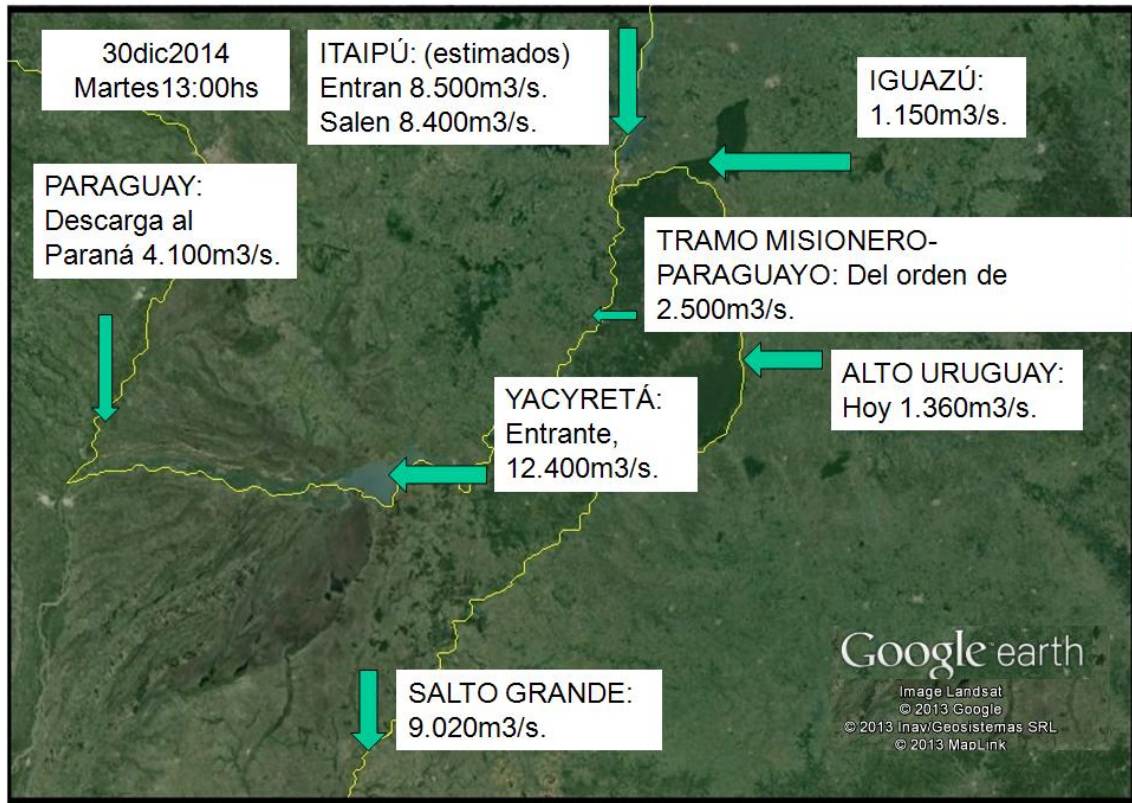 30dic2014
Martes13:00hs
ITAIPÚ: (estimados)
Entran 8.500m3/s.
Salen 8.400m3/s.
IGUAZÚ:
1.150m3/s.
PARAGUAY:
Descarga al
Paraná 4.100m3/s.
TRAMO MISIONERO-
PARAGUAYO: Del orden de
2.500m3/s.
ALTO URUGUAY:
Hoy 1.360m3/s.
YACYRETÁ:
Entrante,
12.400m3/s.
SALTO GRANDE:
9.020m3/s.
Google earth
Image Landsat
© 2013 Google
© 2013 Inav/Geosistemas SRL
© 2013 MapLink